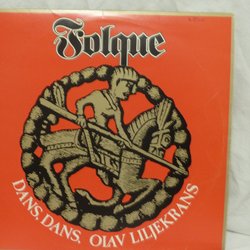 Folque
DANS, DANS, OLAV LILJEKRANS